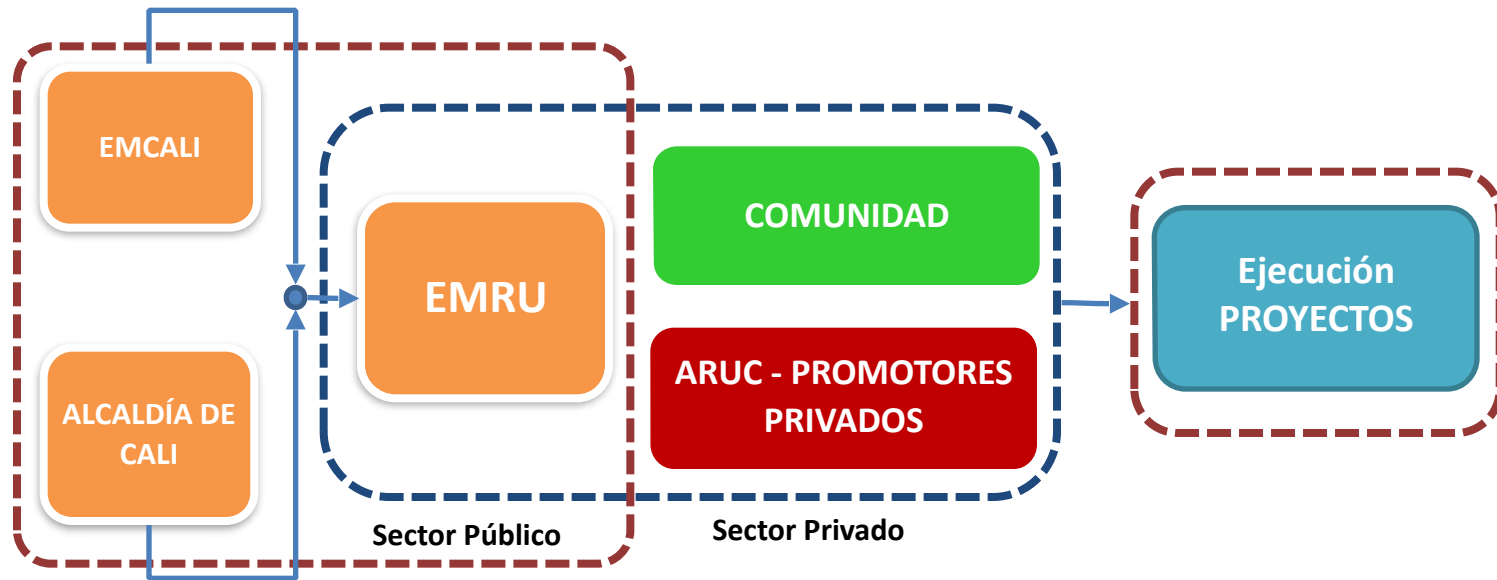 EMCALI
ALCALDÍA DE
CALI
EMRU
COMUNIDAD
ARUC - PROMOTORES
PRIVADOS
Sector Público
Sector Privado
Ejecución
PROYECTOS